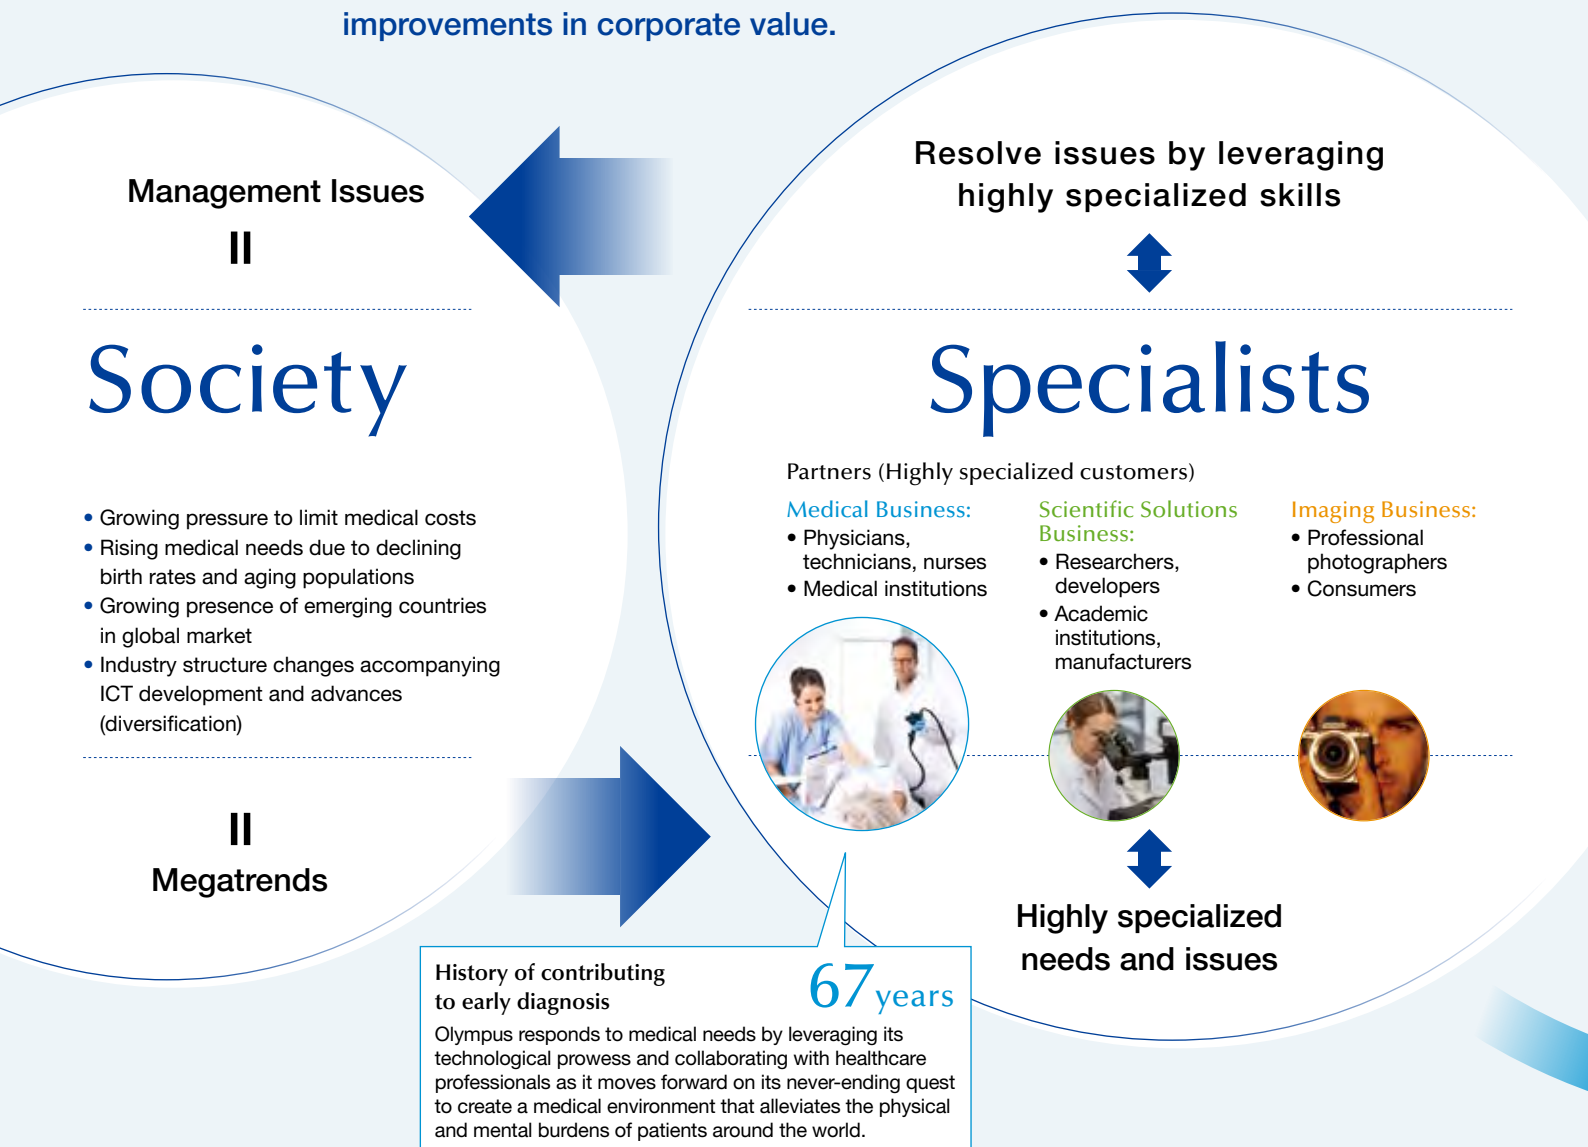 improvements in corporate value.
Management Issues
=
Society
• Growing pressure to limit medical costs
• Rising medical needs due to declining
birth rates and aging populations
• Growing presence of emerging countries
in global market
• Industry structure changes accompanying
ICT development and advances
(diversification)
=
Megatrends
Resolve issues by leveraging
highly specialized skills
Specialists
Partners (Highly specialized customers)
Medical Business:
• Physicians,
technicians, nurses
• Medical institutions
Scientific Solutions
Business:
• Researchers,
developers
• Academic
institutions,
manufacturers
Imaging Business:
• Professional
photographers
• Consumers
Highly specialized
needs and issues
History of contributing
to early diagnosis
67 years
Olympus responds to medical needs by leveraging its
technological prowess and collaborating with healthcare
professionals as it moves forward on its never-ending quest
to create a medical environment that alleviates the physical
and mental burdens of patients around the world.